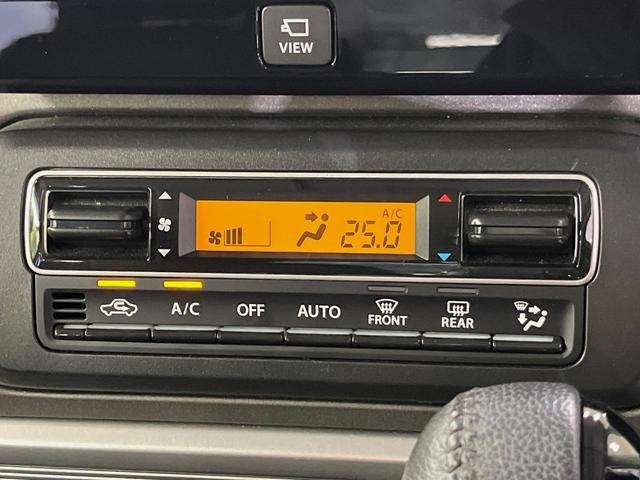 VIEW
A/C
25.0
A/C OFF AUTO FRONT REAR